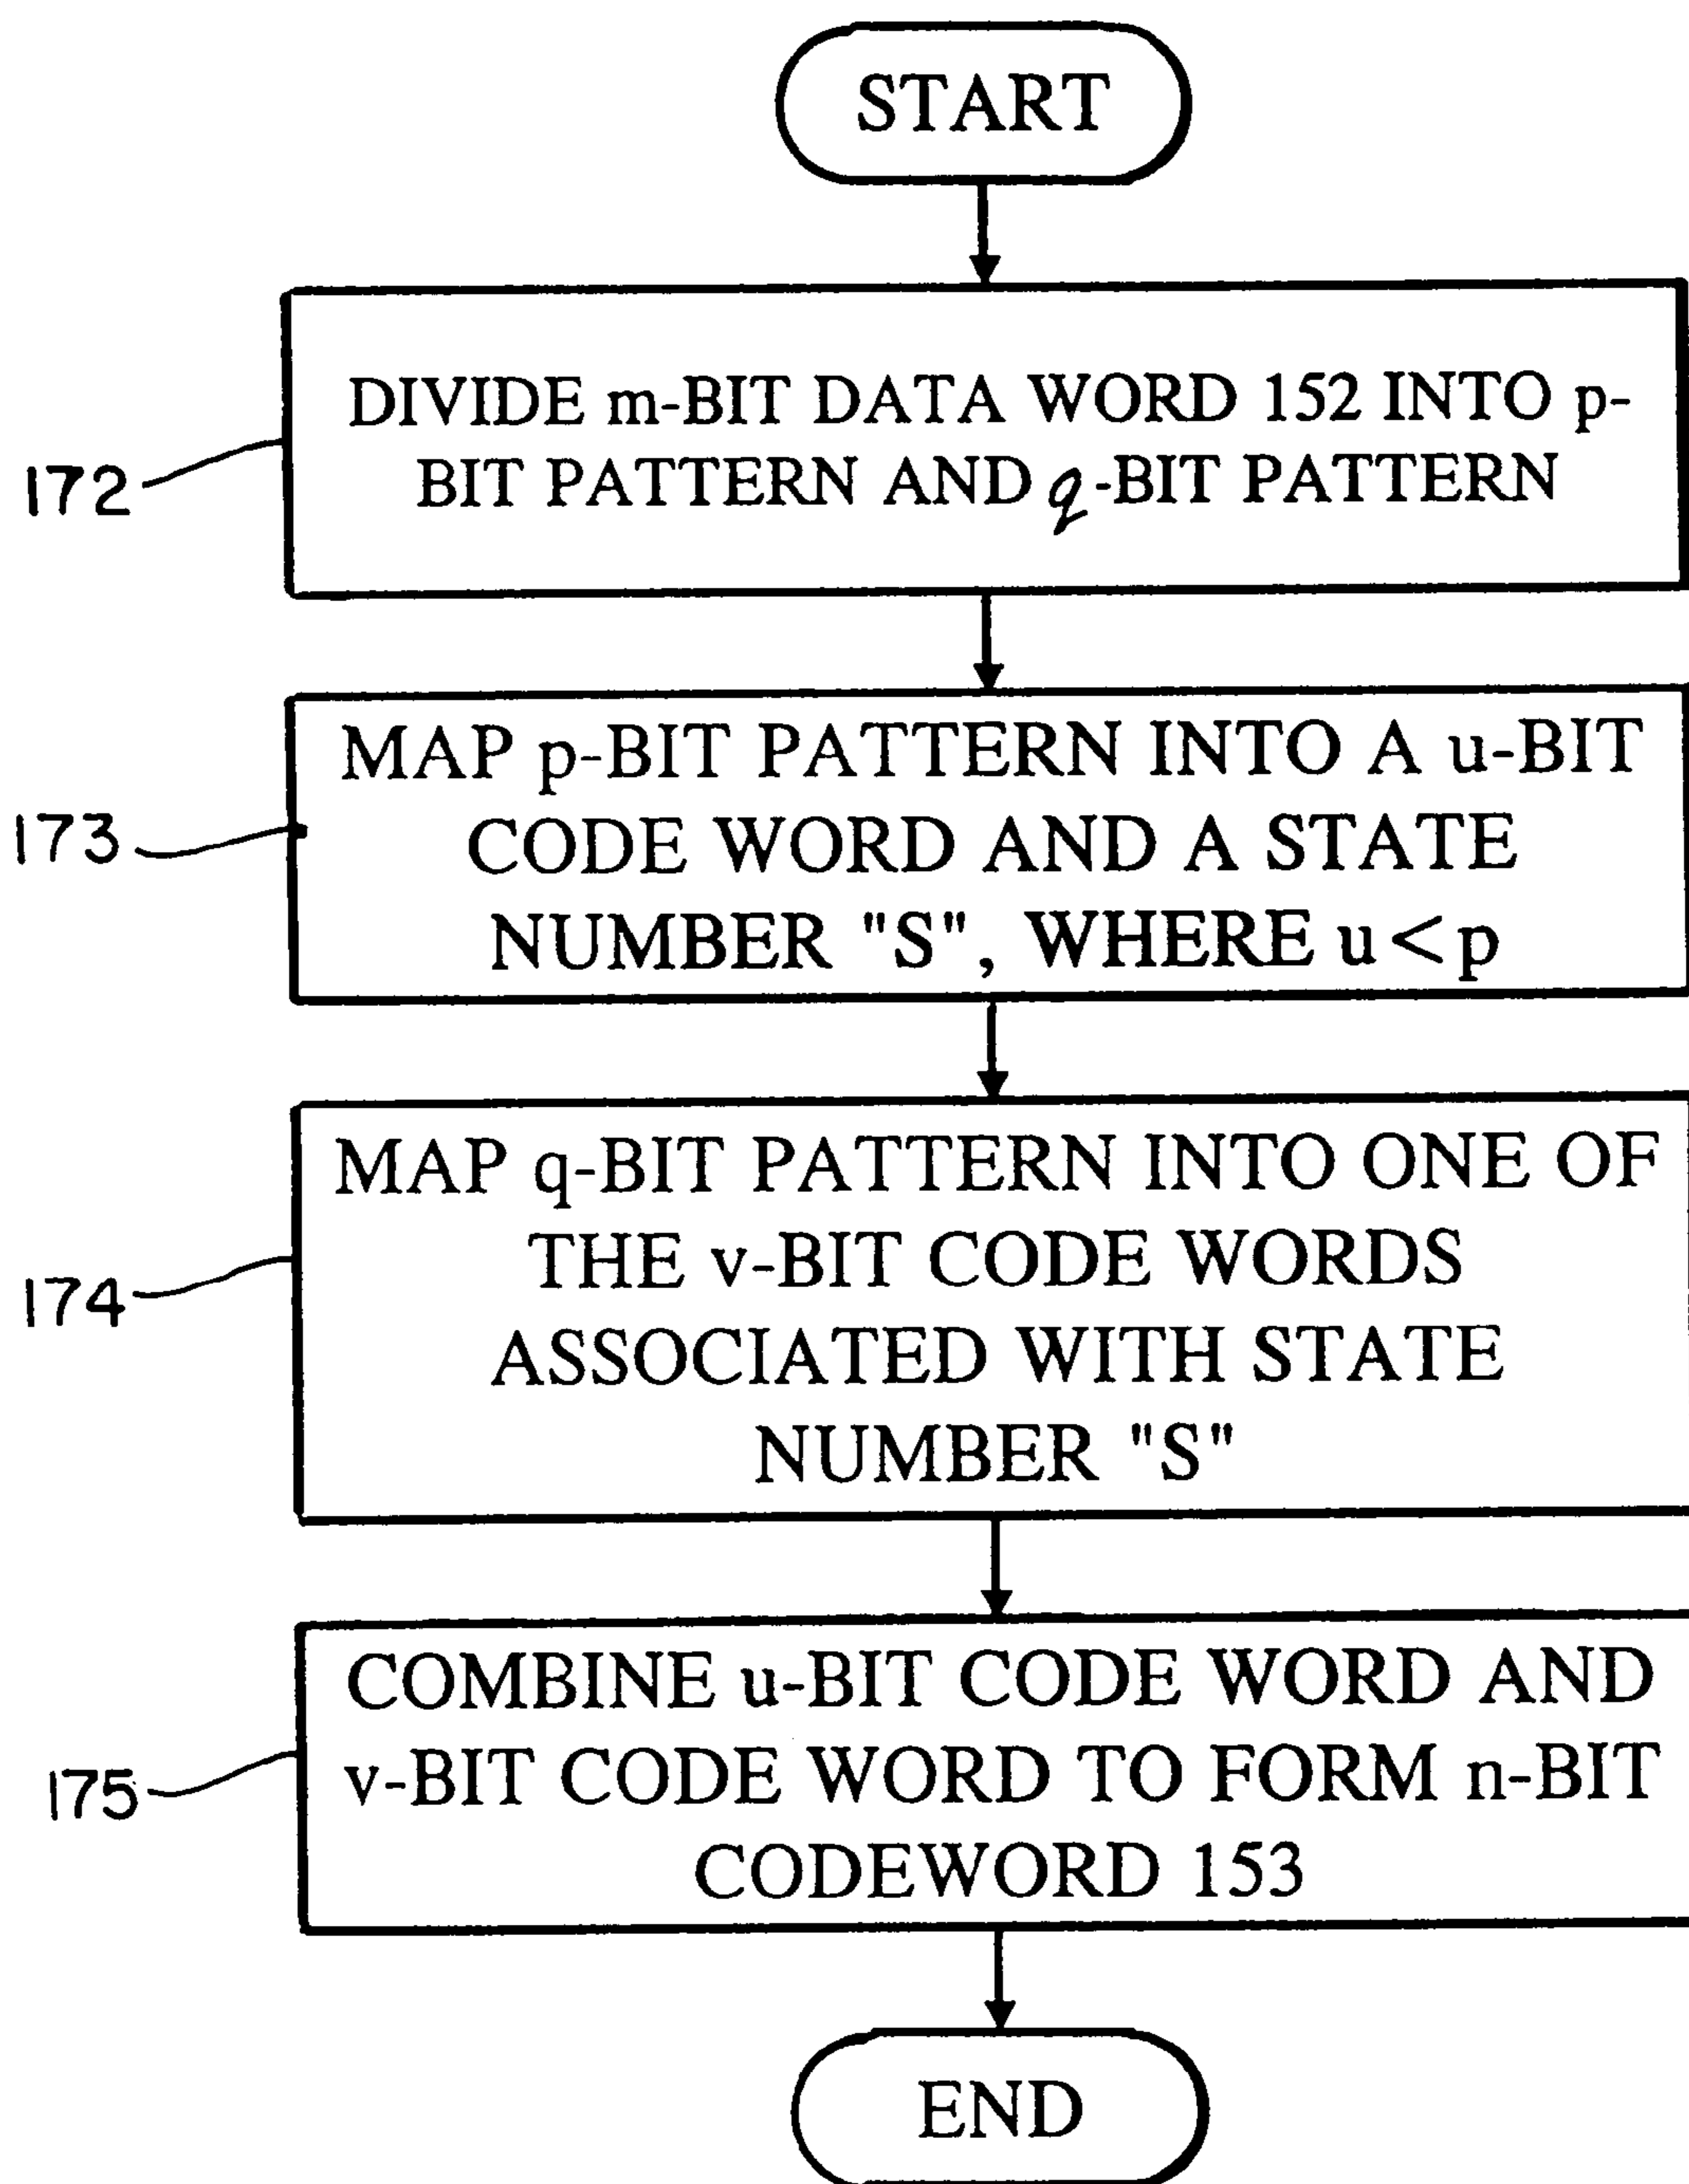 START
DIVIDE m-BIT DATA WORD 152 INTO p-
BIT PATTERN AND q-BIT PATTERN
172
MAP p-BIT PATTERN INTO A u-BIT
CODE WORD AND A STATE
NUMBER "S", WHERE u<p
173
MAP q-BIT PATTERN INTO ONE OF
THE v-BIT CODE WORDS
ASSOCIATED WITH STATE
NUMBER "S"
174
COMBINE u-BIT CODE WORD AND
v-BIT CODE WORD TO FORM n-BIT
CODEWORD 153
175
END